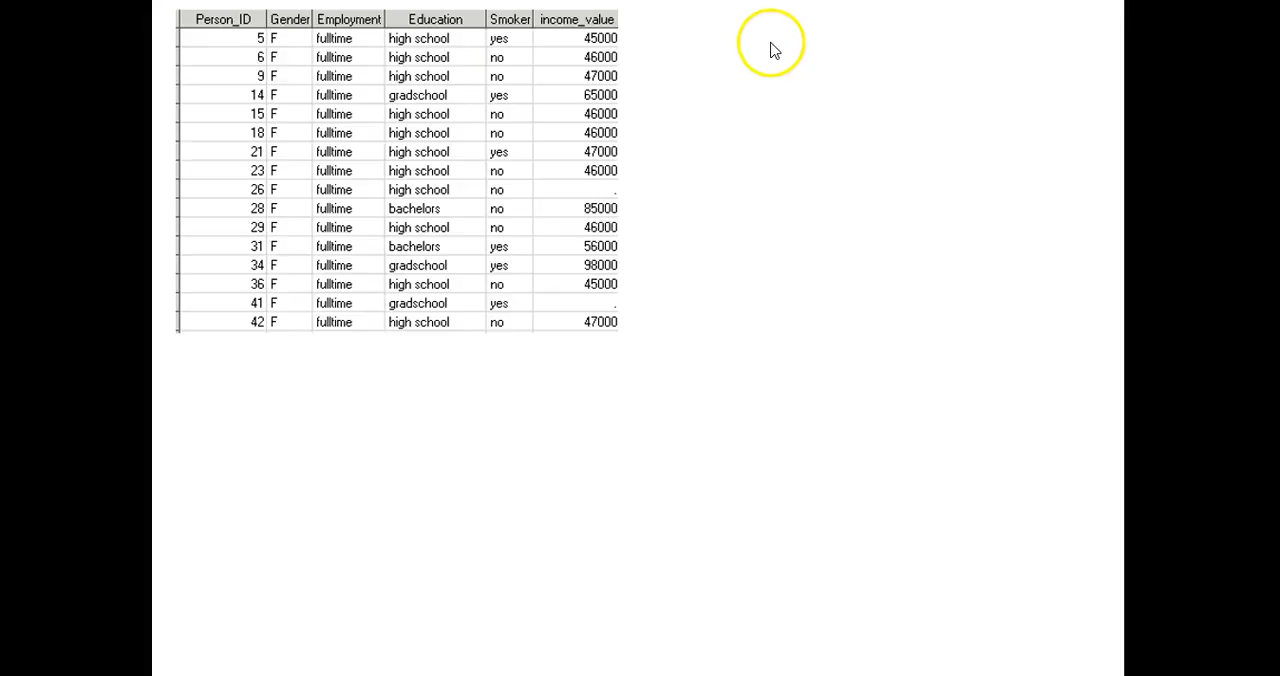 Person_ID Gender Employment Education Smoker income_value
5 F fulltime high school yes 45000
6 F fulltime high school no 46000
9 F fulltime high school no 47000
14 F fulltime gradschool yes 65000
15 F fulltime high school no 46000
18 F fulltime high school no 46000
21 F fulltime high school yes 47000
23 F fulltime high school no 46000
26 F fulltime high school no .
28 F fulltime bachelors no 85000
29 F fulltime high school no 46000
31 F fulltime bachelors yes 56000
34 F fulltime gradschool yes 98000
36 F fulltime high school no 45000
41 F fulltime gradschool yes .
42 F fulltime high school no 47000